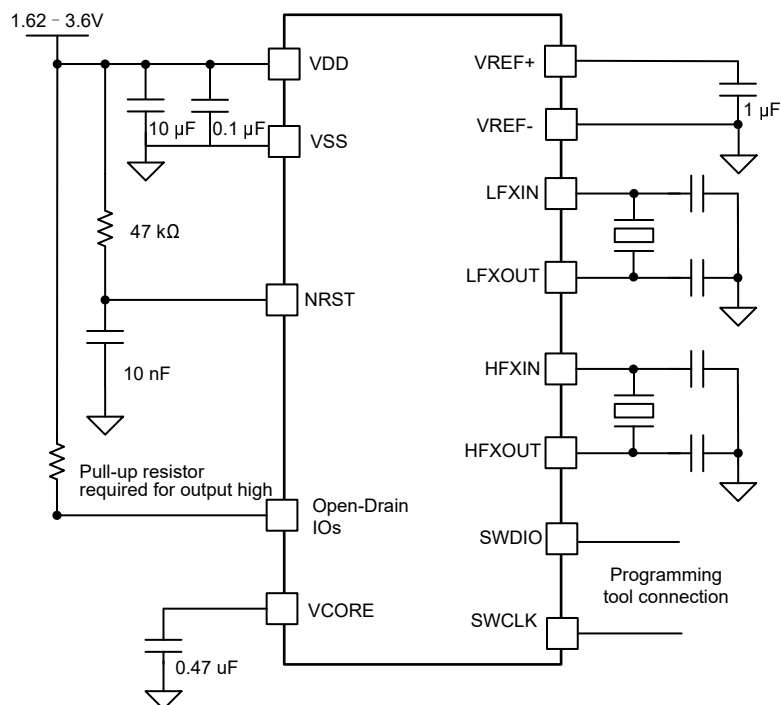 1.62 – 3.6V
VDD
10 µF
0.1 µF
VSS
47 kΩ
NRST
10 nF
Pull-up resistor
required for output high
Open-Drain
IOs
VCORE
0.47 uF
VREF+
1 µF
VREF-
LFXIN
LFXOUT
HFXIN
HFXOUT
SWDIO
Programming
tool connection
SWCLK